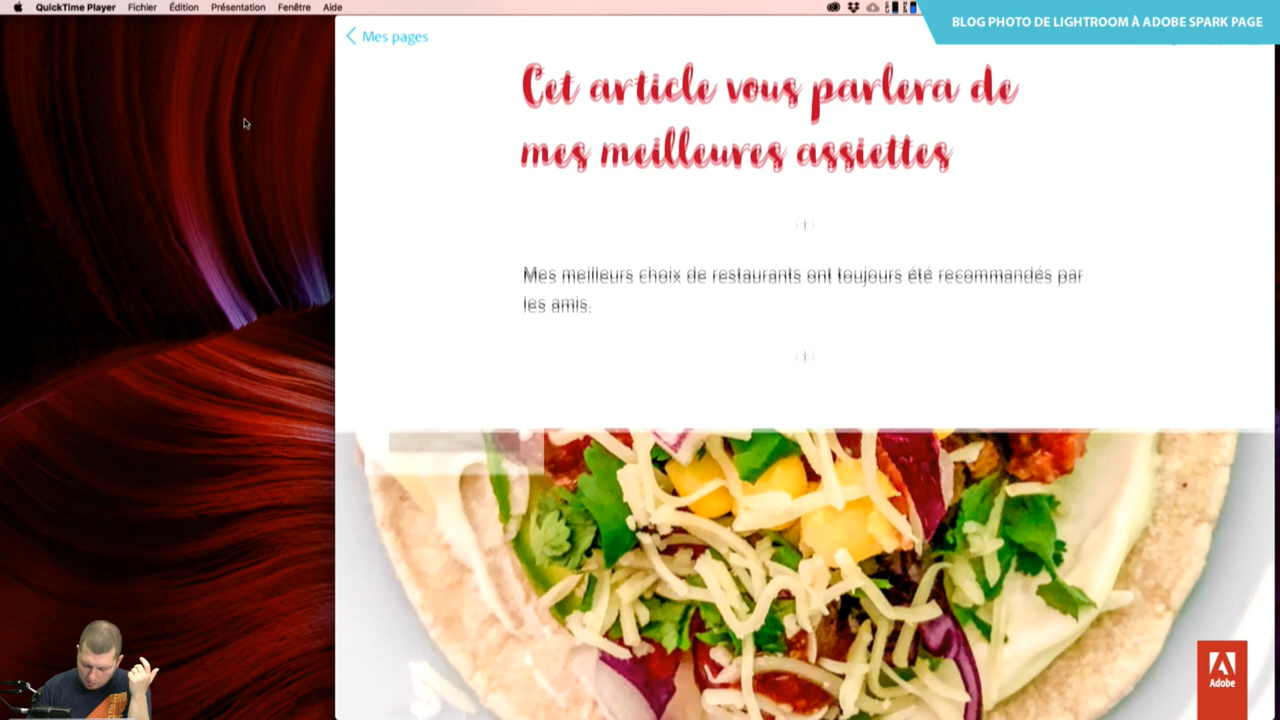 QuickTime Player Fichier Édition Présentation Fenêtre Aide
BLOG PHOTO DE LIGHTROOM À ADOBE SPARK PAGE
Mes pages
Cet article vous parlera de
mes meilleures assiettes
Mes meilleurs choix de restaurants ont toujours été recommandés par
les amis.
Adobe